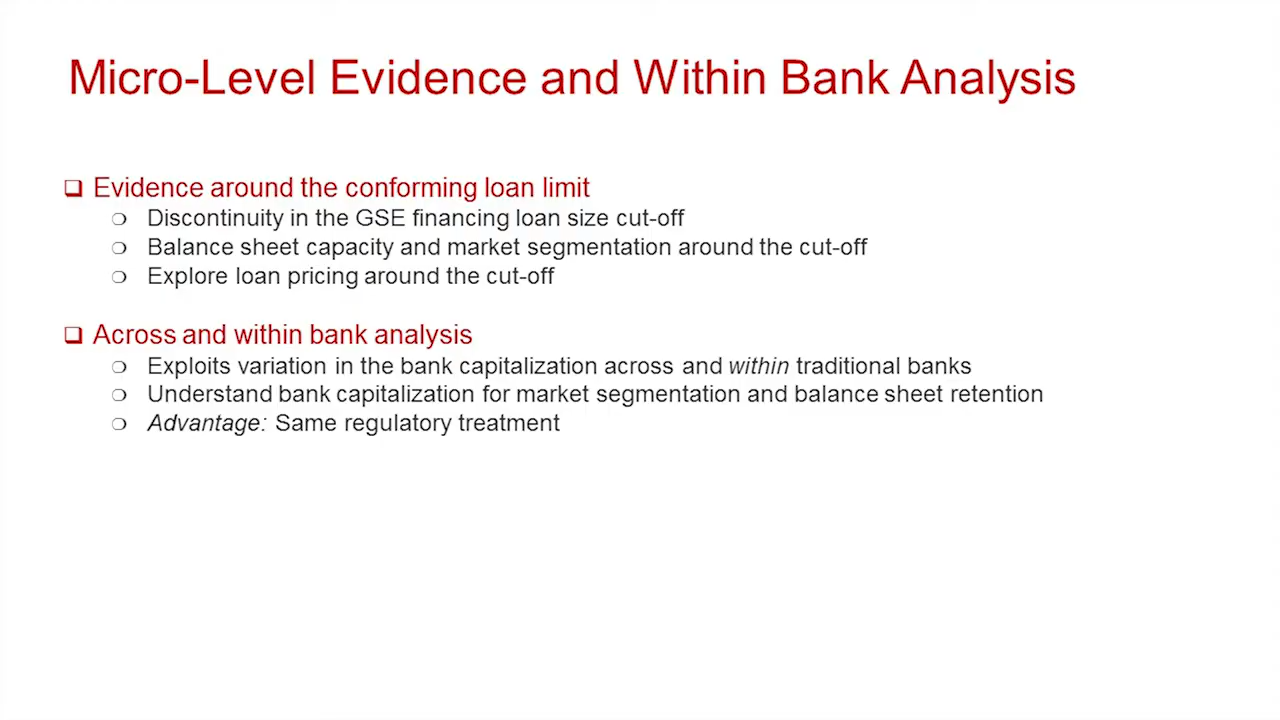 Micro-Level Evidence and Within Bank Analysis
❑ Evidence around the conforming loan limit
❍ Discontinuity in the GSE financing loan size cut-off
❍ Balance sheet capacity and market segmentation around the cut-off
❍ Explore loan pricing around the cut-off
❑ Across and within bank analysis
❍ Exploits variation in the bank capitalization across and within traditional banks
❍ Understand bank capitalization for market segmentation and balance sheet retention
❍ Advantage: Same regulatory treatment